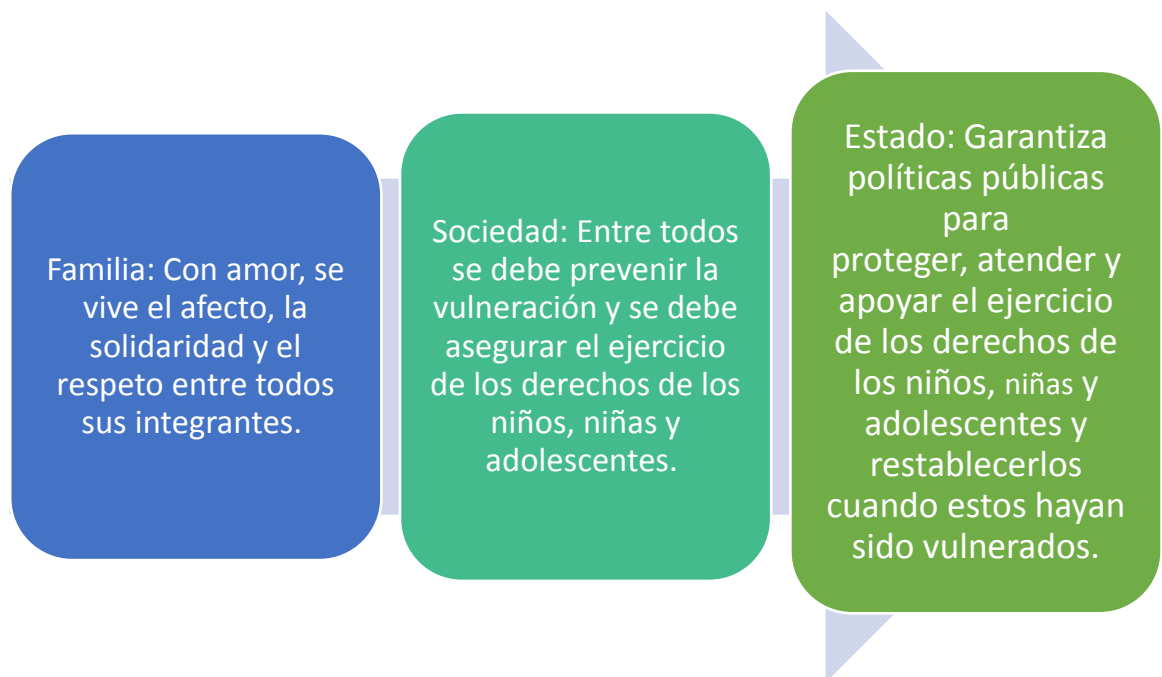 Familia: Con amor, se
vive el afecto, la
solidaridad y el
respeto entre todos
sus integrantes.
Sociedad: Entre todos
se debe prevenir la
vulneración y se debe
asegurar el ejercicio
de los derechos de los
niños, niñas y
adolescentes.
Estado: Garantiza
políticas públicas
para
proteger, atender y
apoyar el ejercicio
de los derechos de
los niños, niñas y
adolescentes y
restablecerlos
cuando estos hayan
sido vulnerados.